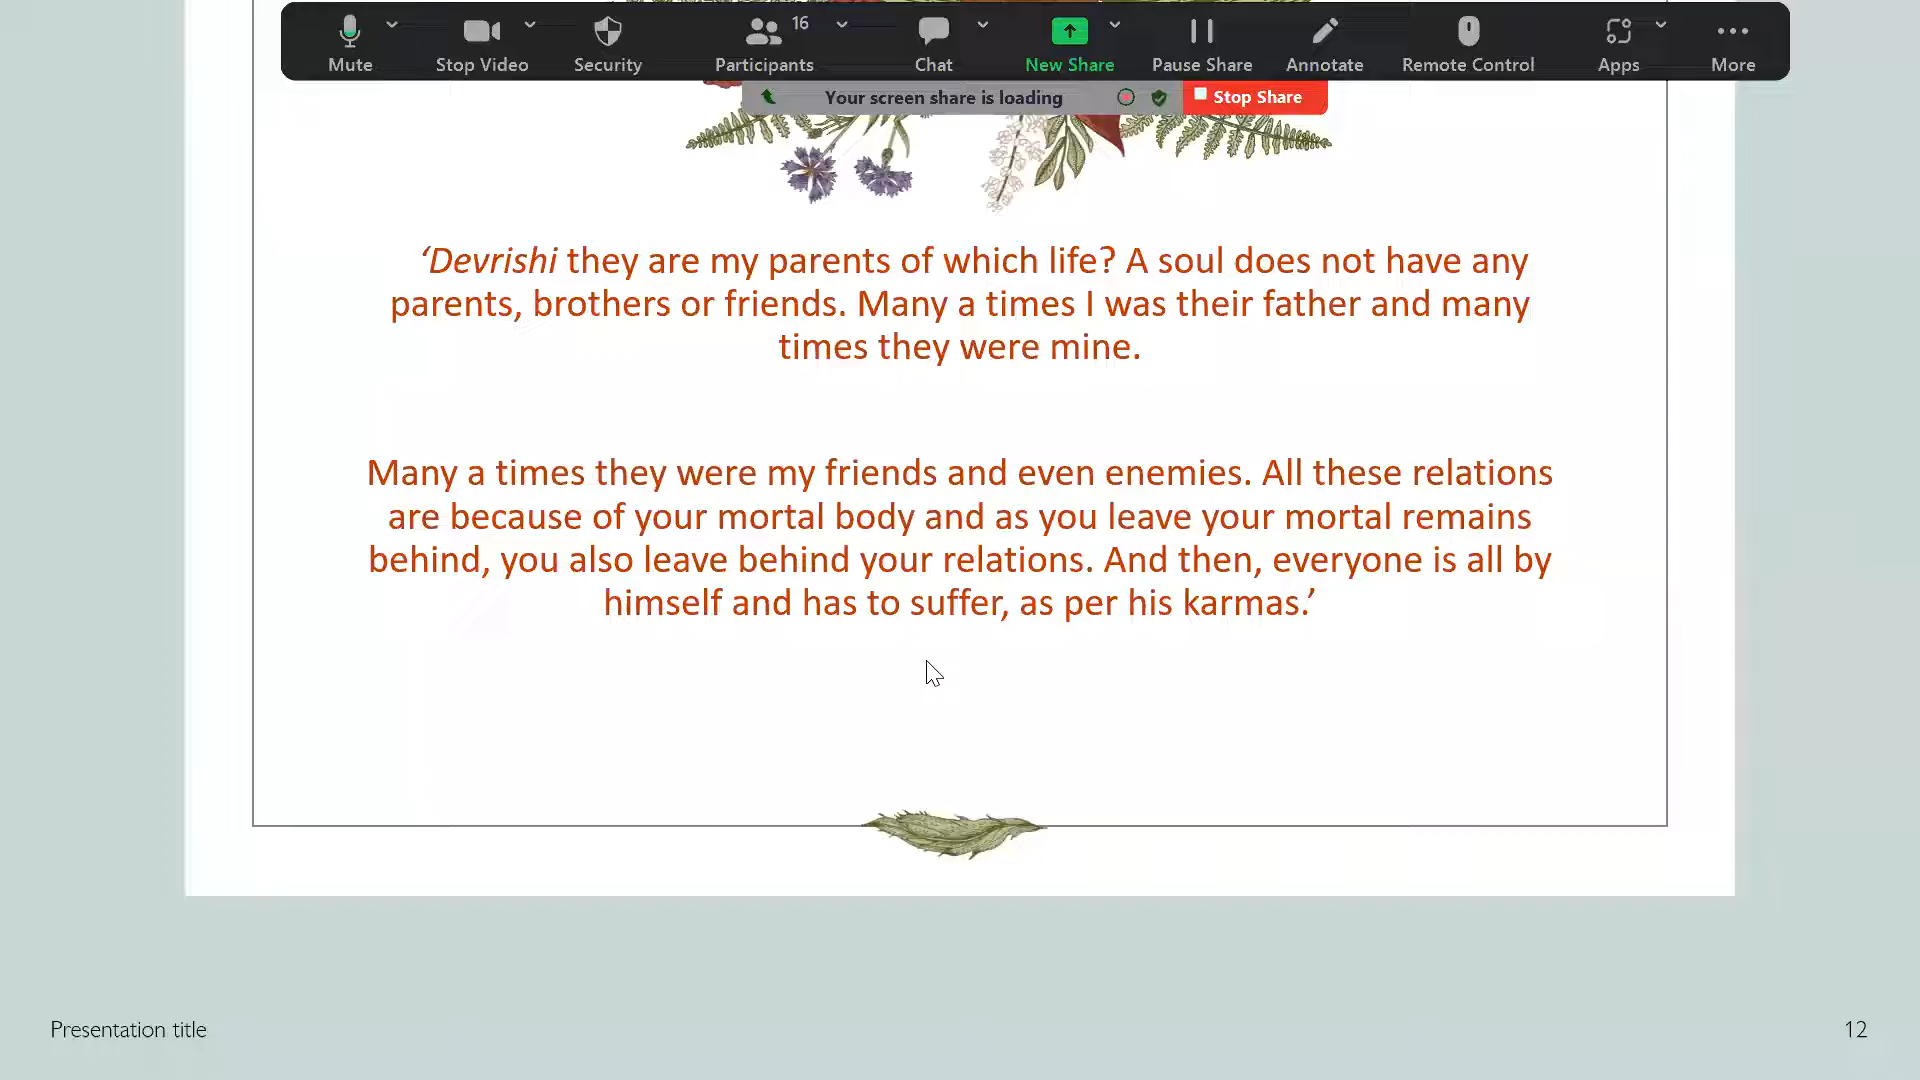 16
Mute
Stop Video
Security
Participants
Chat
New Share
Pause Share
Annotate
Remote Control
Apps
More
Your screen share is loading
Stop Share
‘Devrishi they are my parents of which life? A soul does not have any
parents, brothers or friends. Many a times I was their father and many
times they were mine.
Many a times they were my friends and even enemies. All these relations
are because of your mortal body and as you leave your mortal remains
behind, you also leave behind your relations. And then, everyone is all by
himself and has to suffer, as per his karmas.’
Presentation title
12